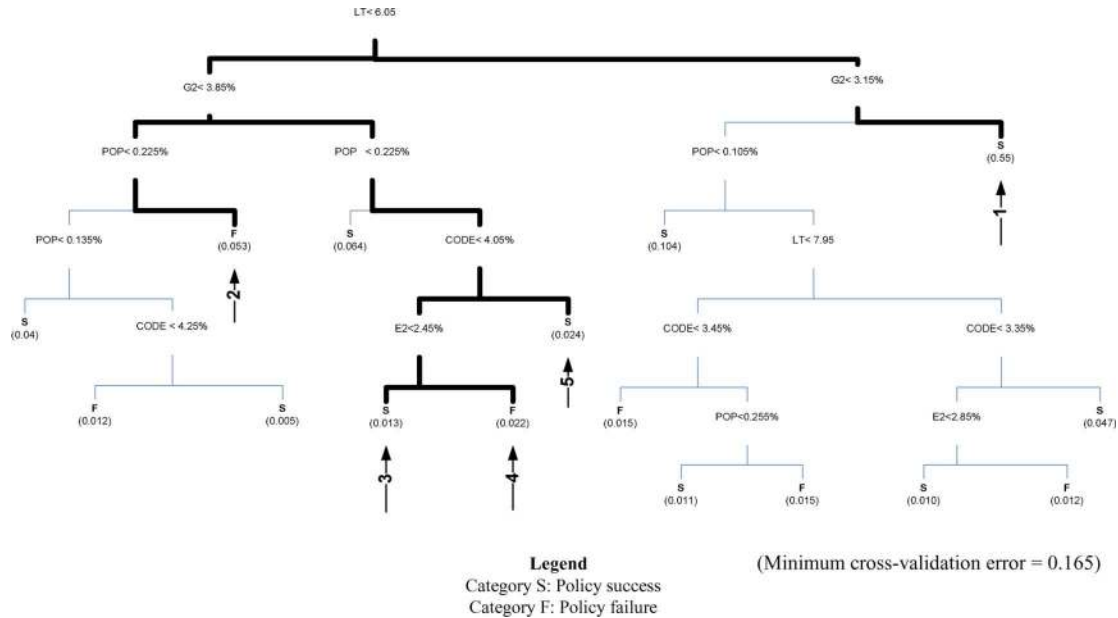 LT< 6.05
G2< 3.85%
G2< 3.15%
POP< 0.225%
POP < 0.225%
POP< 0.105%
S
(0.55)
1
POP< 0.135%
F
(0.053)
S
(0.064)
CODE< 4.05%
S
(0.104)
LT< 7.95
2
S
(0.04)
CODE < 4.25%
E2<2.45%
S
(0.024)
CODE< 3.45%
CODE< 3.35%
5
F
(0.012)
S
(0.005)
S
(0.013)
F
(0.022)
F
(0.015)
POP<0.255%
E2<2.85%
S
(0.047)
3
4
S
(0.011)
F
(0.015)
S
(0.010)
F
(0.012)
Legend
(Minimum cross-validation error = 0.165)
Category S: Policy success
Category F: Policy failure